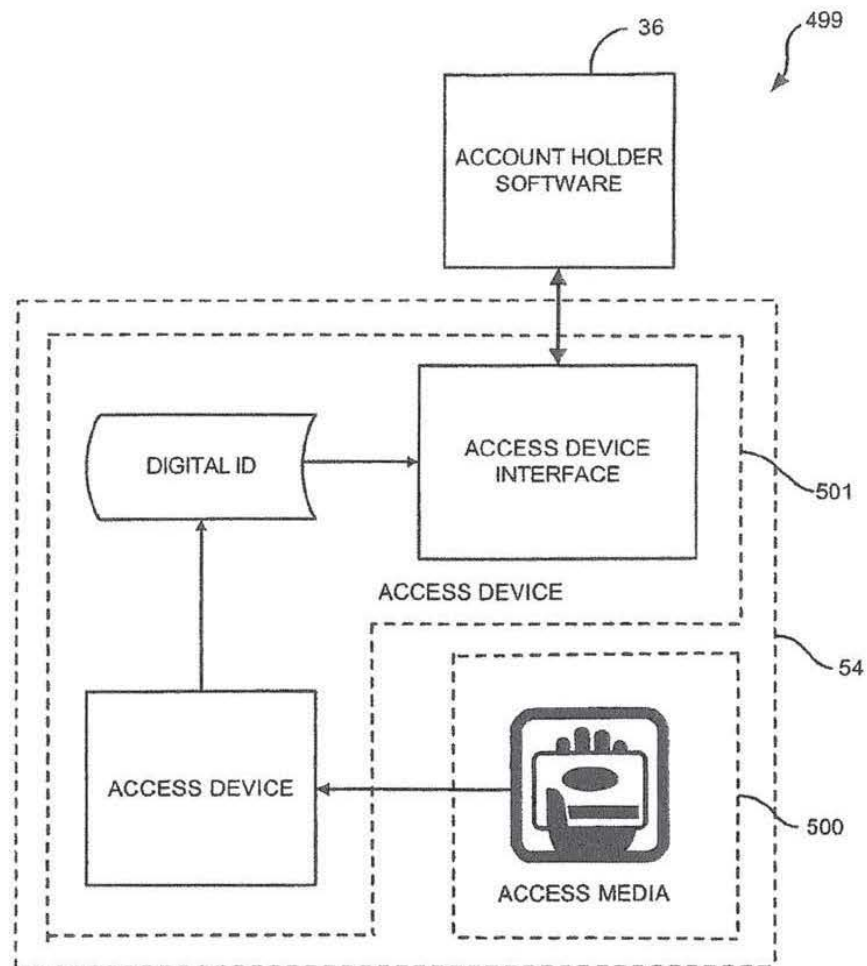 36
499
ACCOUNT HOLDER
SOFTWARE
DIGITAL ID
ACCESS DEVICE
INTERFACE
501
ACCESS DEVICE
54
ACCESS DEVICE
500
ACCESS MEDIA